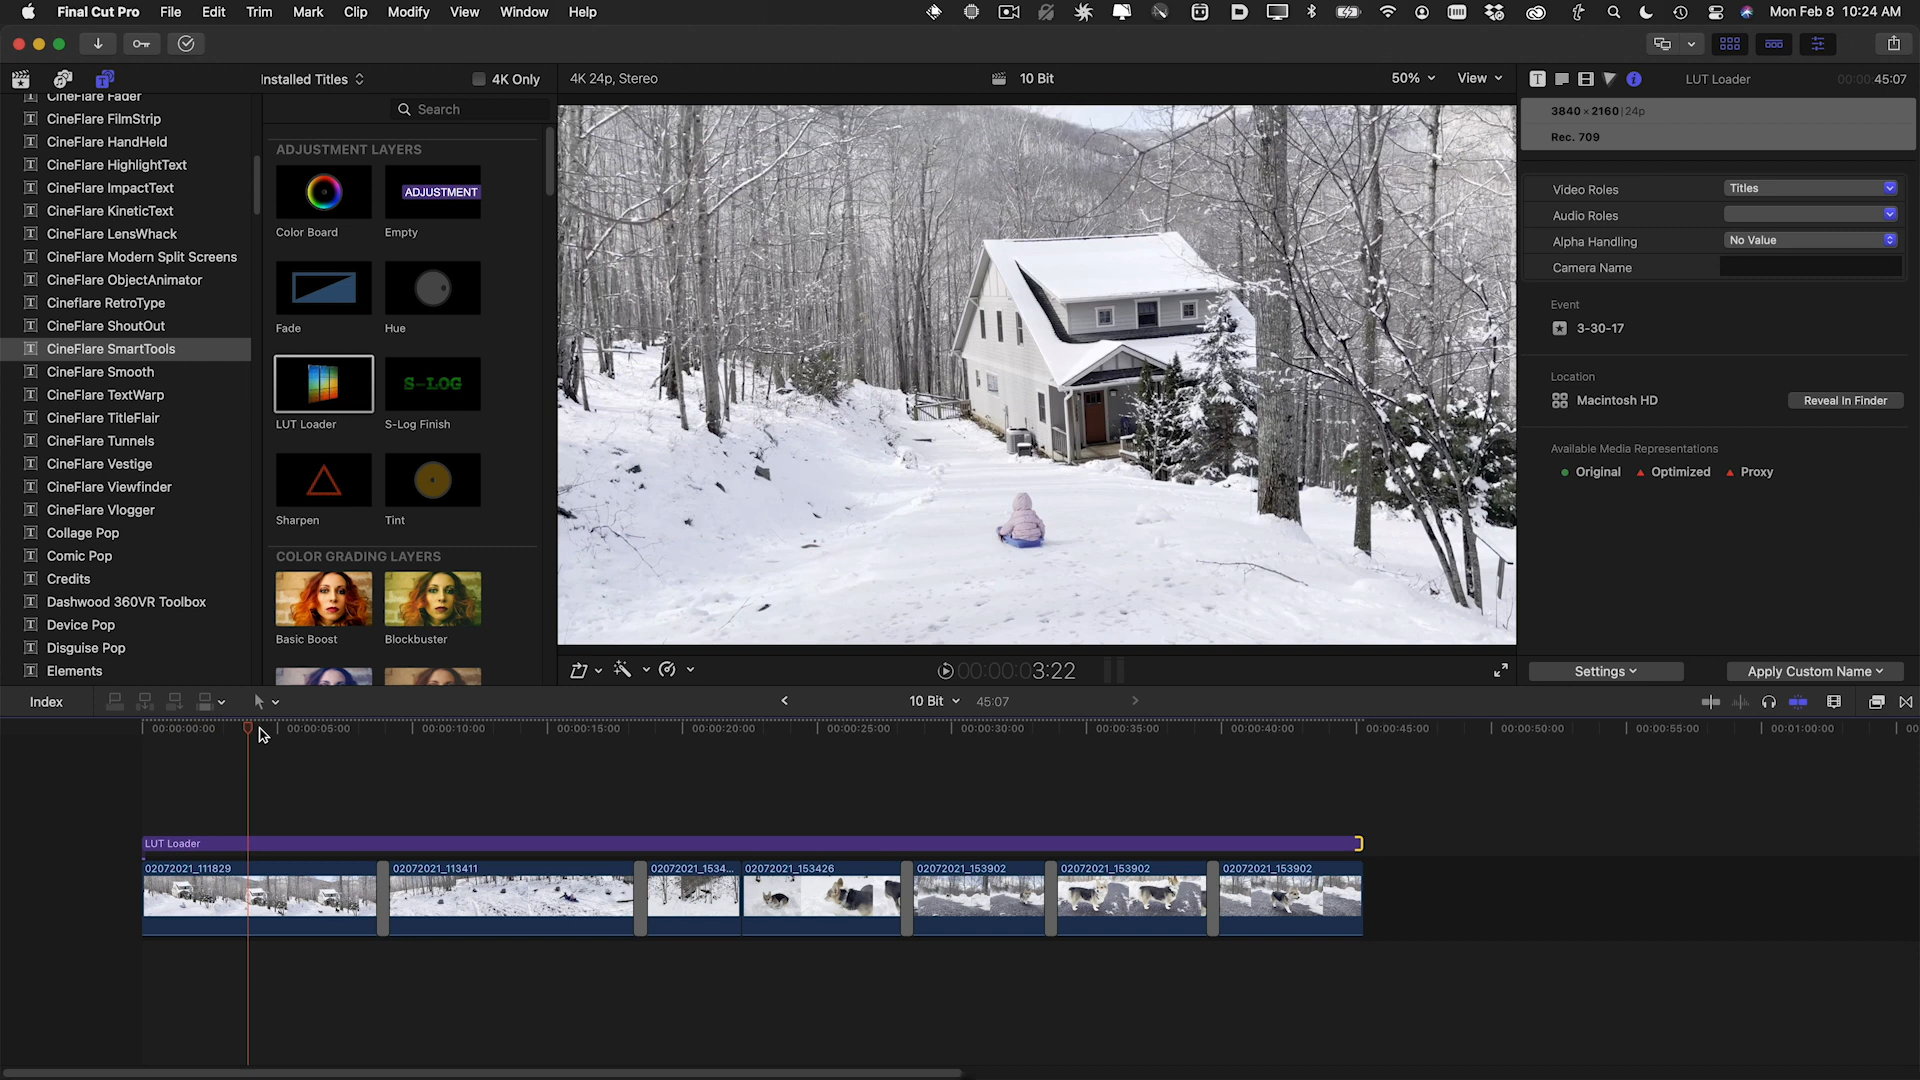 Final Cut Pro File Edit Trim Mark Clip Modify View Window Help Mon Feb 8 10:24 AM
Installed Titles 4K Only 4K 24p, Stereo 10 Bit 50% View LUT Loader 00:00:45:07
CineFlare Fader
CineFlare FilmStrip
CineFlare HandHeld
CineFlare HighlightText
CineFlare ImpactText
CineFlare KineticText
CineFlare LensWhack
CineFlare Modern Split Screens
CineFlare ObjectAnimator
Cineflare RetroType
CineFlare ShoutOut
CineFlare SmartTools
CineFlare Smooth
CineFlare TextWarp
CineFlare TitleFlair
CineFlare Tunnels
CineFlare Vestige
CineFlare Viewfinder
CineFlare Vlogger
Collage Pop
Comic Pop
Credits
Dashwood 360VR Toolbox
Device Pop
Disguise Pop
Elements
Search
ADJUSTMENT LAYERS
ADJUSTMENT
Color Board Empty
Fade Hue
S-LOG
LUT Loader S-Log Finish
Sharpen Tint
COLOR GRADING LAYERS
Basic Boost Blockbuster
3840 × 2160 | 24p
Rec. 709
Video Roles Titles
Audio Roles
Alpha Handling No Value
Camera Name
Event
3-30-17
Location
Macintosh HD Reveal In Finder
Available Media Representations
Original Optimized Proxy
00:00:03:22
Settings Apply Custom Name
Index 10 Bit 45:07
00:00:00:00 00:00:05:00 00:00:10:00 00:00:15:00 00:00:20:00 00:00:25:00 00:00:30:00 00:00:35:00 00:00:40:00 00:00:45:00 00:00:50:00 00:00:55:00 00:01:00:00 00
LUT Loader
02072021_111829 02072021_113411 02072021_1534... 02072021_153426 02072021_153902 02072021_153902 02072021_153902